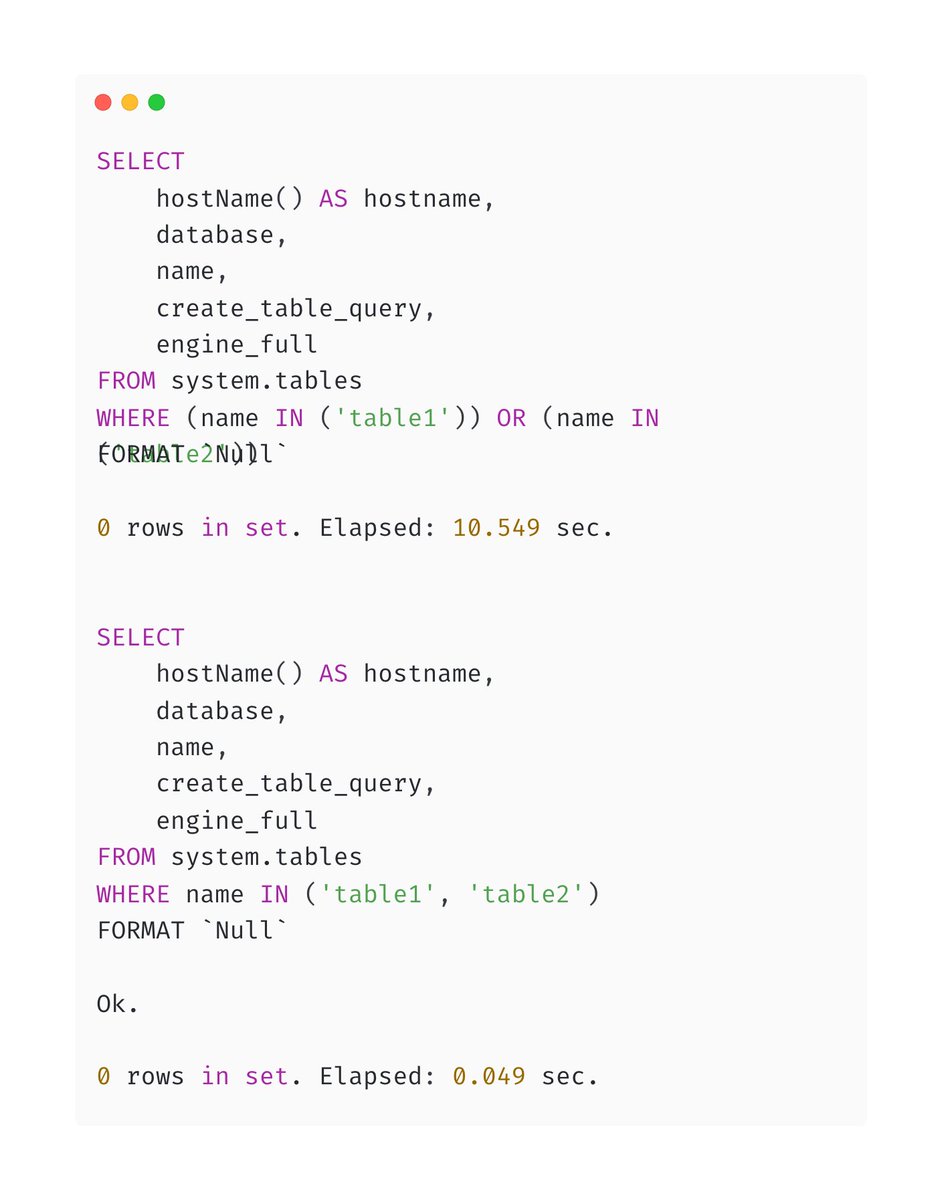 SELECT
hostName() AS hostname,
database,
name,
create_table_query,
engine_full
FROM system.tables
WHERE (name IN ('table1')) OR (name IN
('table2'))
FORMAT `Null`
0 rows in set. Elapsed: 10.549 sec.
SELECT
hostName() AS hostname,
database,
name,
create_table_query,
engine_full
FROM system.tables
WHERE name IN ('table1', 'table2')
FORMAT `Null`
Ok.
0 rows in set. Elapsed: 0.049 sec.